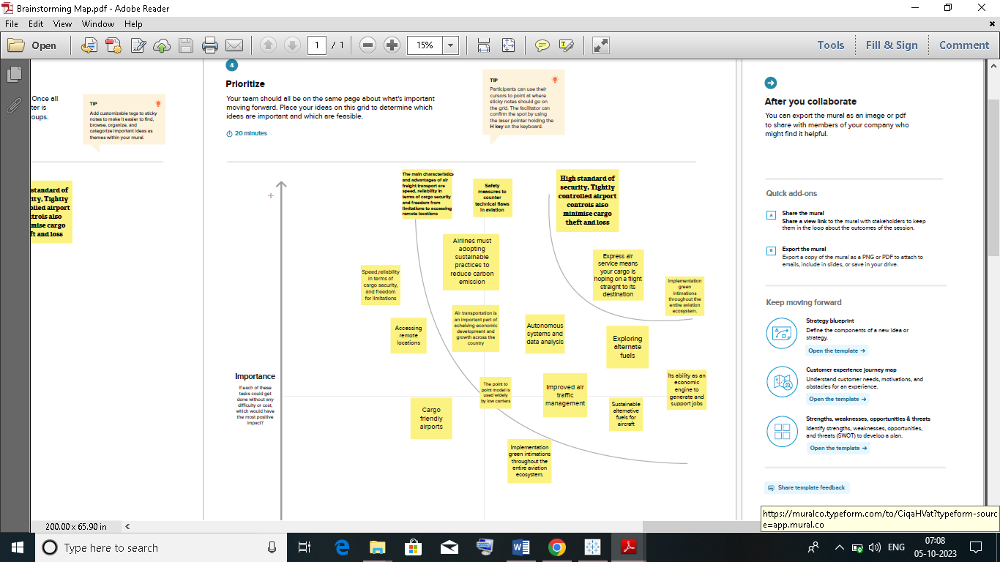 Brainstorming Map.pdf - Adobe Reader
File Edit View Window Help
Open
1 / 1
15%
Tools Fill & Sign Comment
Once all
ter is
oups.
TIP
Add customizable tags to sticky
notes to make it easier to find,
browse, organize, and
categorize important ideas as
themes within your mural.
standard of
rity, Tightly
olled airport
ntrols also
mise cargo
ft and loss
4
Prioritize
Your team should all be on the same page about what's important
moving forward. Place your ideas on this grid to determine which
ideas are important and which are feasible.
20 minutes
TIP
Participants can use their
cursors to point at where
sticky notes should go on
the grid. The facilitator can
confirm the spot by using
the laser pointer holding the
H key on the keyboard.
The main characteristics
and advantages of air
freight transport are
speed, reliability in
terms of cargo security
and freedom from
limitations to accessing
remote locations
Safety
measures to
counter
technical flaws
in aviation
High standard of
security, Tightly
controlled airport
controls also
minimise cargo
theft and loss
Airlines must
adopting
sustainable
practices to
reduce carbon
emission
Express air
service means
your cargo is
hoping on a flight
straight to its
destination
Speed,reliability
in terms of
cargo security,
and freedom
for limitations
Implementation
green
intimations
throughout the
entire aviation
ecosystem.
Air transportation is
an important part of
acheiving economic
development and
growth across the
country
Accessing
remote
locations
Autonomous
systems and
data analysis
Exploring
alternate
fuels
Importance
If each of these
tasks could get
done without any
difficulty or cost,
which would have
the most positive
impact?
The point to
point model is
used widely
by low carriers
Improved air
traffic
management
Its ability as an
economic
engine to
generate and
support jobs
Cargo
friendly
airports
Sustainable
alternative
fuels for
aircraft
Implementation
green intimations
throughout the
entire aviation
ecosystem.
After you collaborate
You can export the mural as an image or pdf
to share with members of your company who
might find it helpful.
Quick add-ons
A
Share the mural
Share a view link to the mural with stakeholders to keep
them in the loop about the outcomes of the session.
B
Export the mural
Export a copy of the mural as a PNG or PDF to attach to
emails, include in slides, or save in your drive.
Keep moving forward
Strategy blueprint
Define the components of a new idea or
strategy.
Open the template →
Customer experience journey map
Understand customer needs, motivations, and
obstacles for an experience.
Open the template →
Strengths, weaknesses, opportunities & threats
Identify strengths, weaknesses, opportunities,
and threats (SWOT) to develop a plan.
Open the template →
Share template feedback
https://muralco.typeform.com/to/CiqaHVat?typeform-sourc
e=app.mural.co
200.00 x 65.90 in
Type here to search
ENG
07:08
05-10-2023